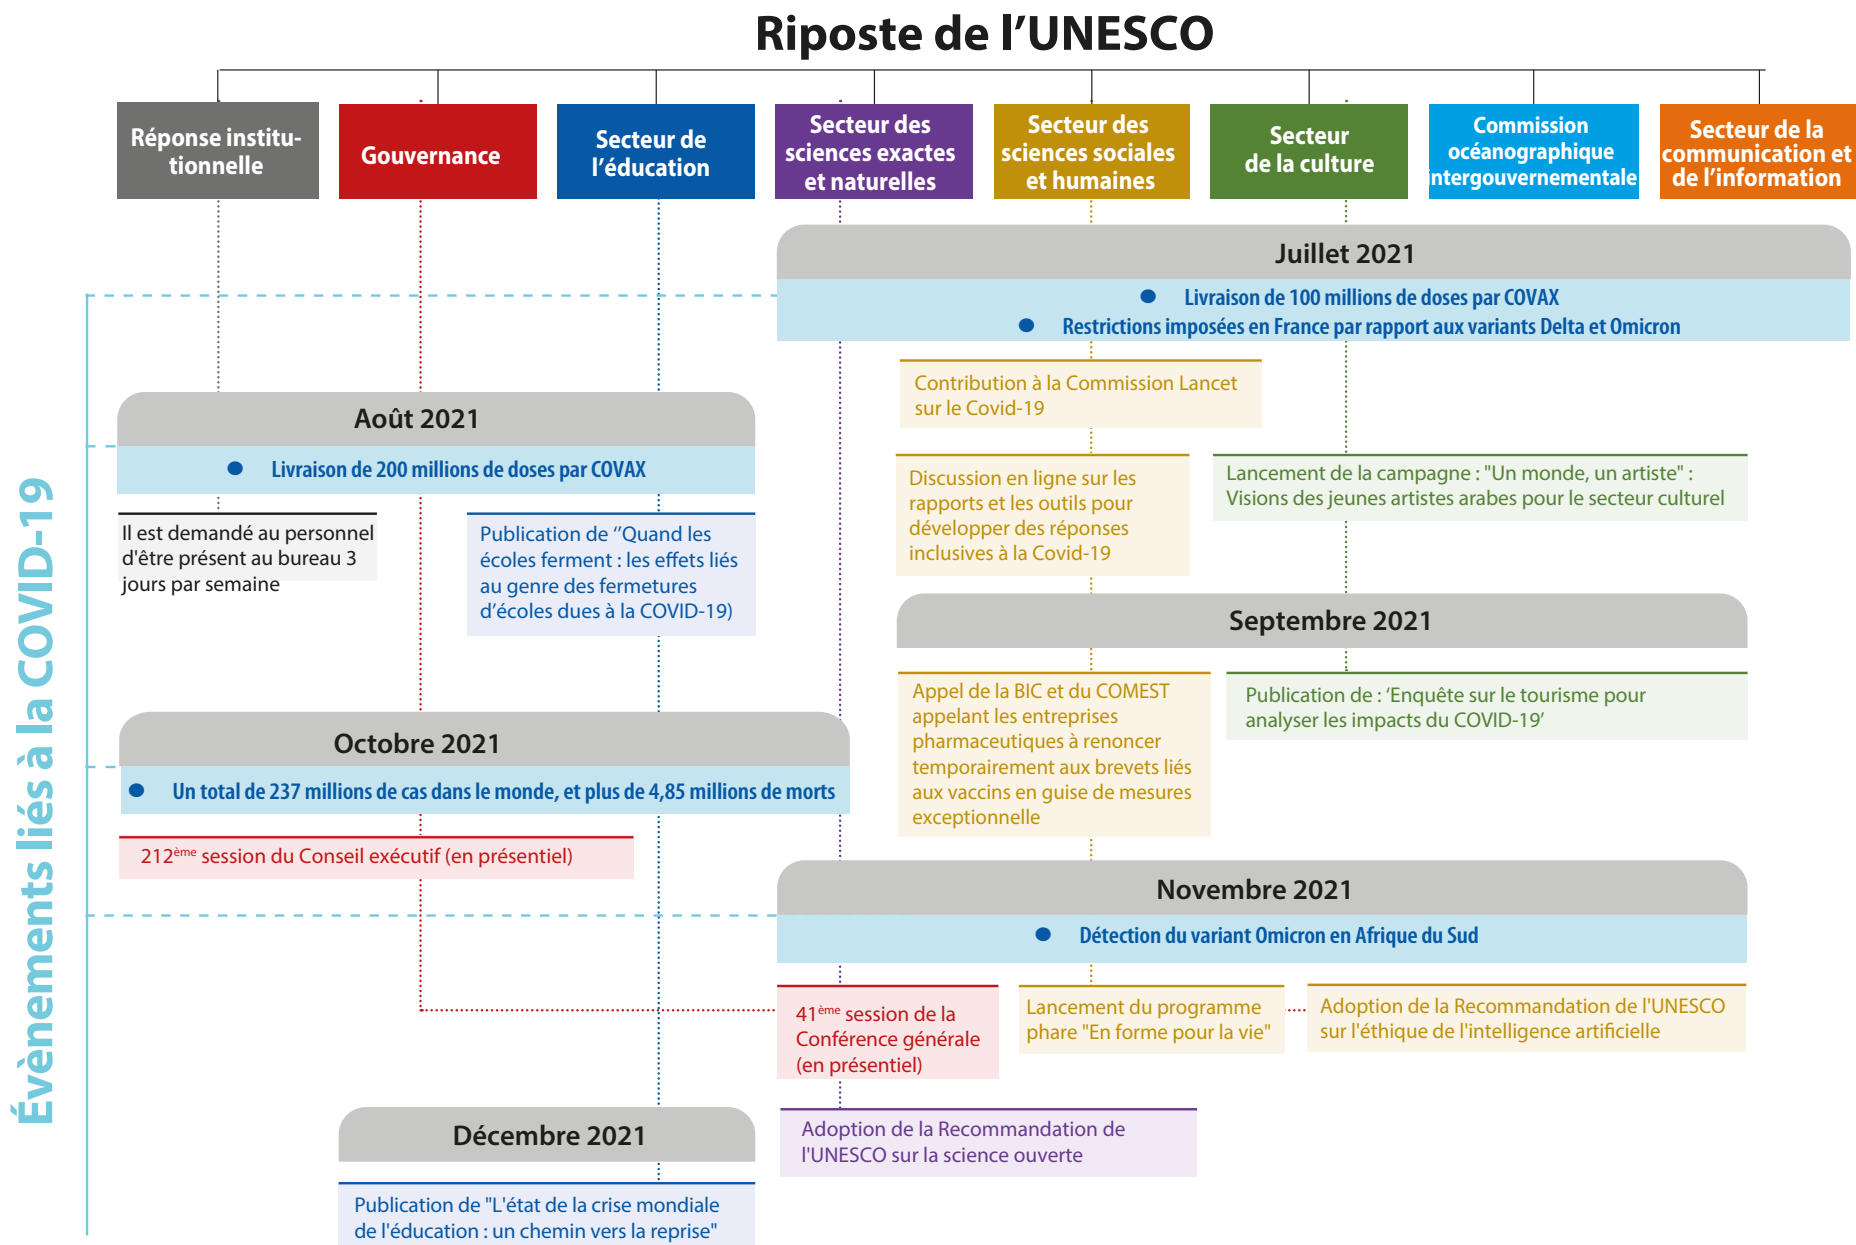 Riposte de l'UNESCO
Réponse institu-
tionnelle
Gouvernance
Secteur de
l'éducation
Secteur des
sciences exactes
et naturelles
Secteur des
sciences sociales
et humaines
Secteur
de la culture
Commission
océanographique
intergouvernementale
Secteur de la
communication et
de l'information
Évènements liés à la COVID-19
Juillet 2021
● Livraison de 100 millions de doses par COVAX
● Restrictions imposées en France par rapport aux variants Delta et Omicron
Contribution à la Commission Lancet
sur le Covid-19
Discussion en ligne sur les
rapports et les outils pour
développer des réponses
inclusives à la Covid-19
Lancement de la campagne : "Un monde, un artiste" :
Visions des jeunes artistes arabes pour le secteur culturel
Août 2021
● Livraison de 200 millions de doses par COVAX
Il est demandé au personnel
d'être présent au bureau 3
jours par semaine
Publication de ‘’Quand les
écoles ferment : les effets liés
au genre des fermetures
d’écoles dues à la COVID-19)
Septembre 2021
Appel de la BIC et du COMEST
appelant les entreprises
pharmaceutiques à renoncer
temporairement aux brevets liés
aux vaccins en guise de mesures
exceptionnelle
Publication de : ‘Enquête sur le tourisme pour
analyser les impacts du COVID-19’
Octobre 2021
● Un total de 237 millions de cas dans le monde, et plus de 4,85 millions de morts
212ème session du Conseil exécutif (en présentiel)
Novembre 2021
● Détection du variant Omicron en Afrique du Sud
41ème session de la
Conférence générale
(en présentiel)
Lancement du programme
phare "En forme pour la vie"
Adoption de la Recommandation de l'UNESCO
sur l'éthique de l'intelligence artificielle
Adoption de la Recommandation de
l'UNESCO sur la science ouverte
Décembre 2021
Publication de "L'état de la crise mondiale
de l'éducation : un chemin vers la reprise"